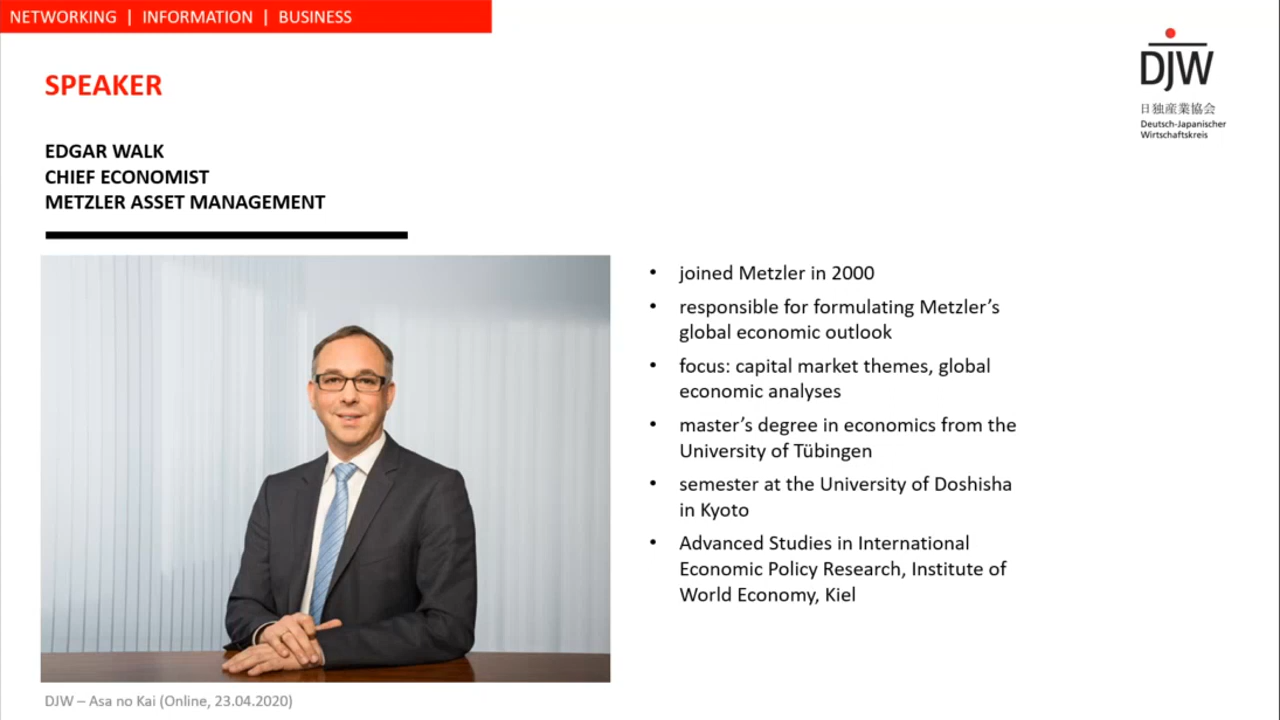 NETWORKING | INFORMATION | BUSINESS
DJW
日独産業協会
Deutsch-Japanischer
Wirtschaftskreis
SPEAKER
EDGAR WALK
CHIEF ECONOMIST
METZLER ASSET MANAGEMENT
• joined Metzler in 2000
• responsible for formulating Metzler’s
global economic outlook
• focus: capital market themes, global
economic analyses
• master’s degree in economics from the
University of Tübingen
• semester at the University of Doshisha
in Kyoto
• Advanced Studies in International
Economic Policy Research, Institute of
World Economy, Kiel
DJW – Asa no Kai (Online, 23.04.2020)